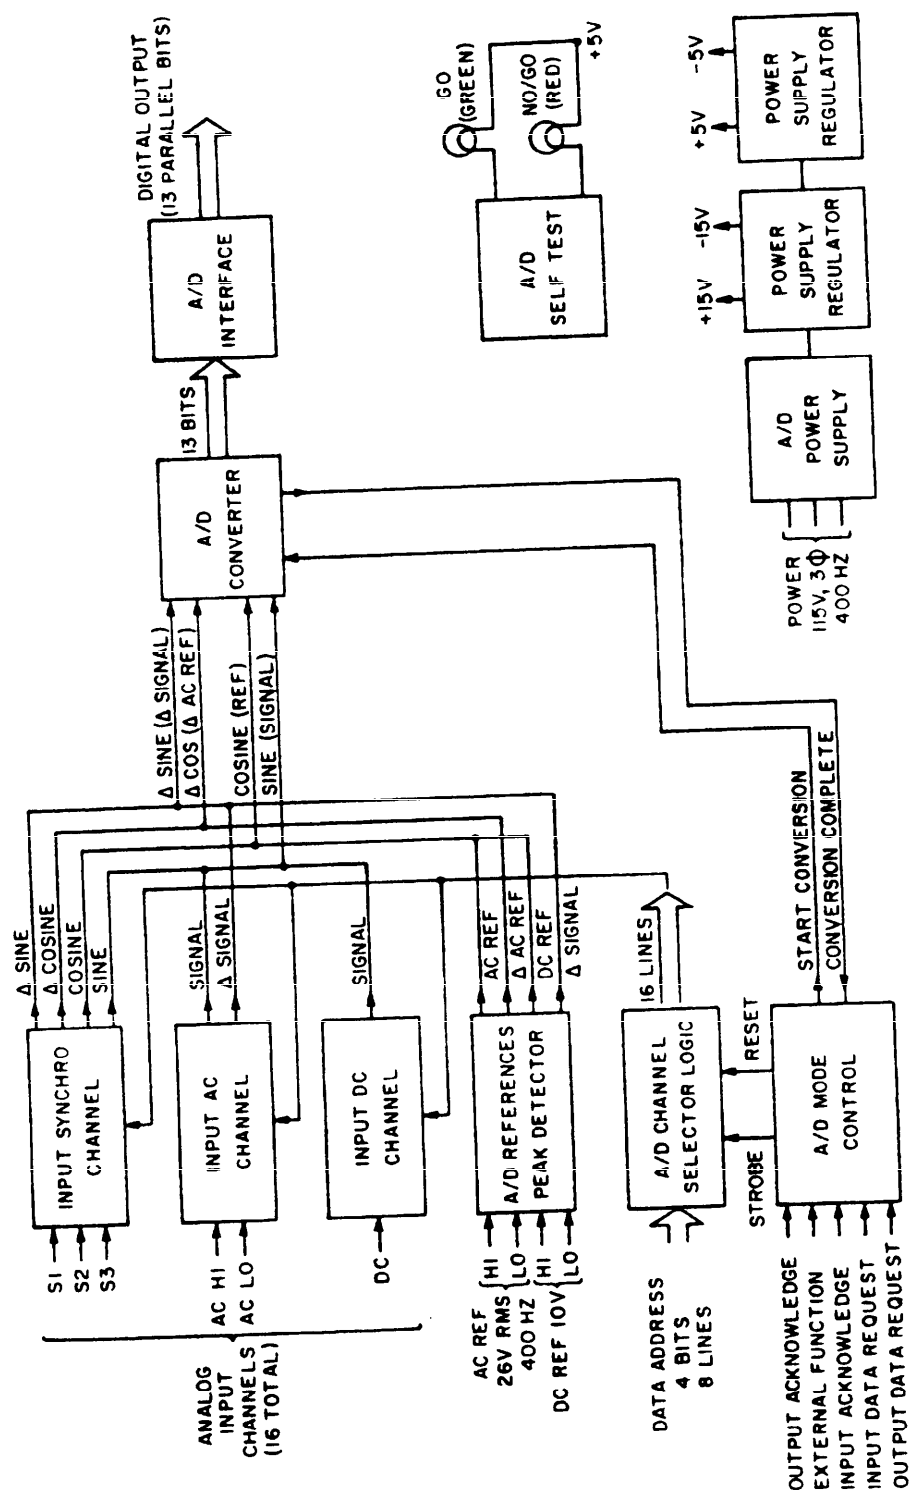 ANALOG
INPUT
CHANNELS
(16 TOTAL)
S1
S2
S3
INPUT SYNCHRO
CHANNEL
Δ SINE
Δ COSINE
COSINE
SINE
AC HI
AC LO
INPUT AC
CHANNEL
SIGNAL
Δ SIGNAL
DC
INPUT DC
CHANNEL
SIGNAL
AC REF
26V RMS
400 HZ
HI
LO
DC REF 10V
HI
LO
A/D REFERENCES
PEAK DETECTOR
AC REF
Δ AC REF
DC REF
Δ SIGNAL
DATA ADDRESS
4 BITS
8 LINES
A/D CHANNEL
SELECTOR LOGIC
16 LINES
STROBE
RESET
OUTPUT ACKNOWLEDGE
EXTERNAL FUNCTION
INPUT ACKNOWLEDGE
INPUT DATA REQUEST
OUTPUT DATA REQUEST
A/D MODE
CONTROL
START CONVERSION
CONVERSION COMPLETE
Δ SINE (Δ SIGNAL)
Δ COS (Δ AC REF)
COSINE (REF)
SINE (SIGNAL)
A/D
CONVERTER
13 BITS
A/D
INTERFACE
DIGITAL OUTPUT
(13 PARALLEL BITS)
A/D
SELF TEST
GO
(GREEN)
NO/GO
(RED)
+5V
POWER
115V, 3Φ
400 HZ
A/D
POWER
SUPPLY
+15V
-15V
POWER
SUPPLY
REGULATOR
+5V
-5V
POWER
SUPPLY
REGULATOR